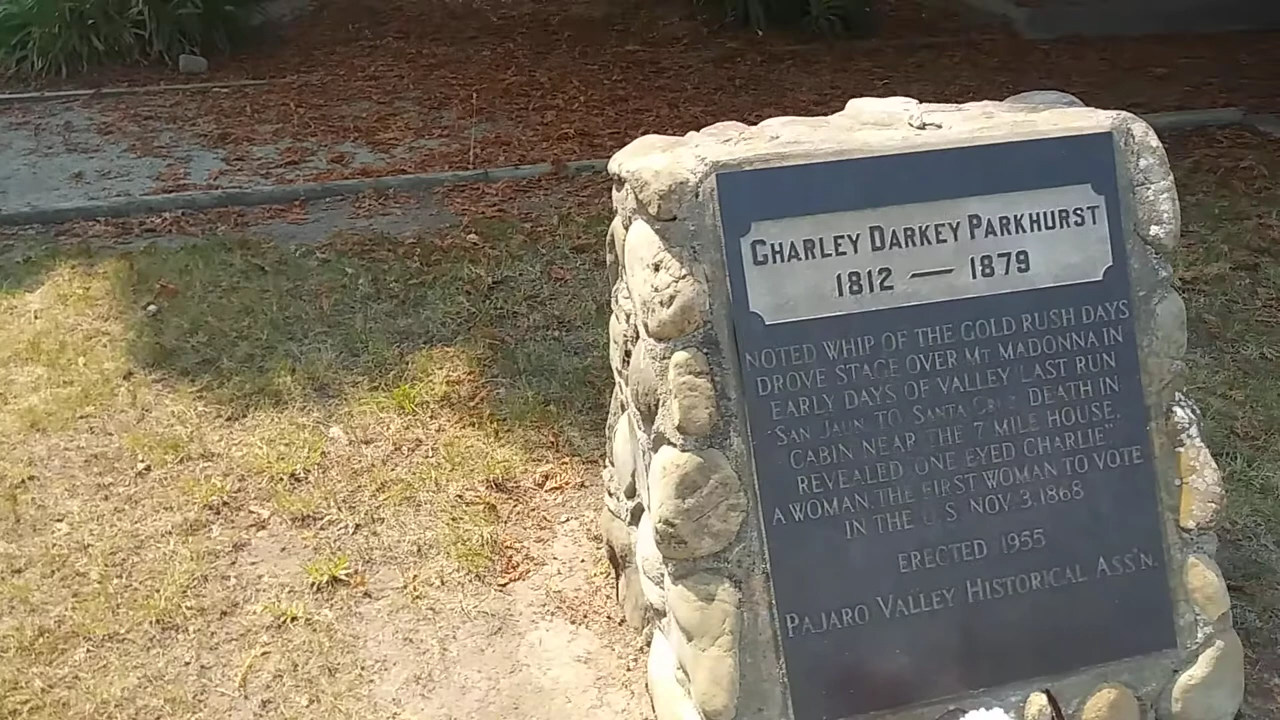 CHARLEY DARKEY PARKHURST
1812 — 1879
NOTED WHIP OF THE GOLD RUSH DAYS
DROVE STAGE OVER MT MADONNA IN
EARLY DAYS OF VALLEY LAST RUN
SAN JAUN TO SANTA CRUZ DEATH IN
CABIN NEAR THE 7 MILE HOUSE.
REVEALED "ONE EYED CHARLIE"
A WOMAN. THE FIRST WOMAN TO VOTE
IN THE U S NOV. 3, 1868
ERECTED 1955
PAJARO VALLEY HISTORICAL ASS'N.